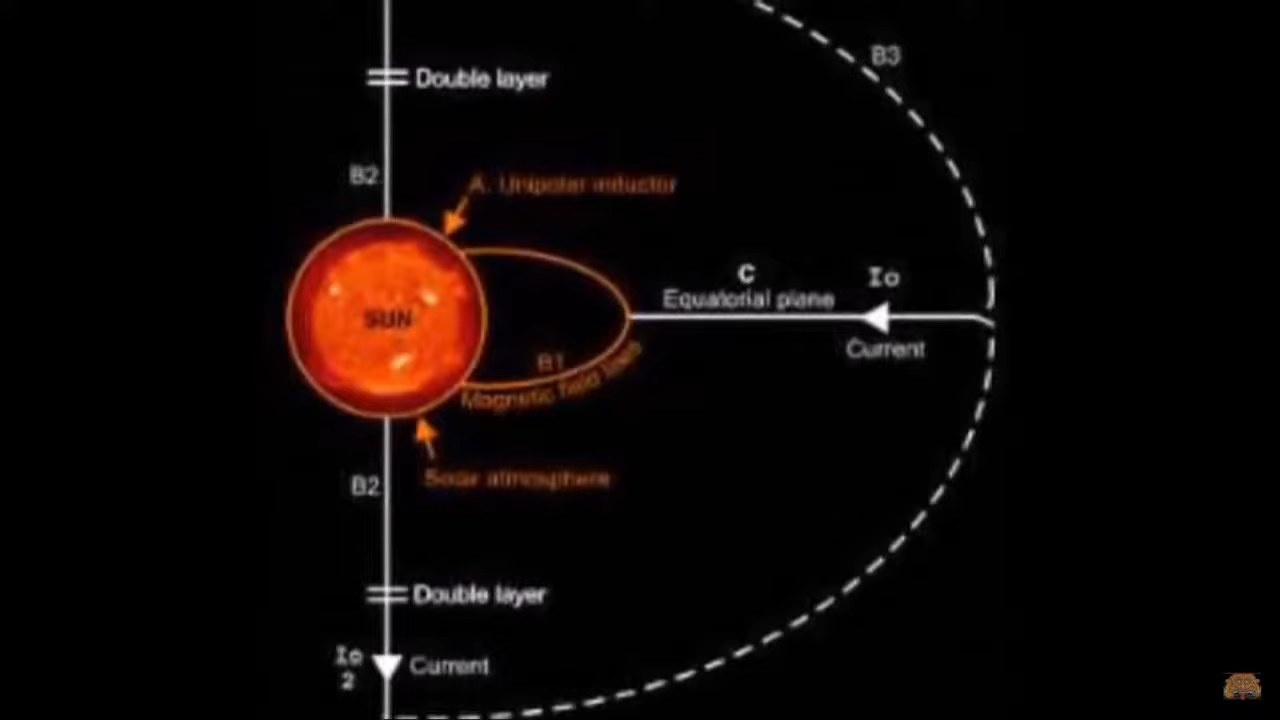 B3
Double layer
B2
A. Unipolar inductor
C
Io
Equatorial plane
SUN
Current
B1
Magnetic field lines
B2
Solar atmosphere
Double layer
Io
2
Current